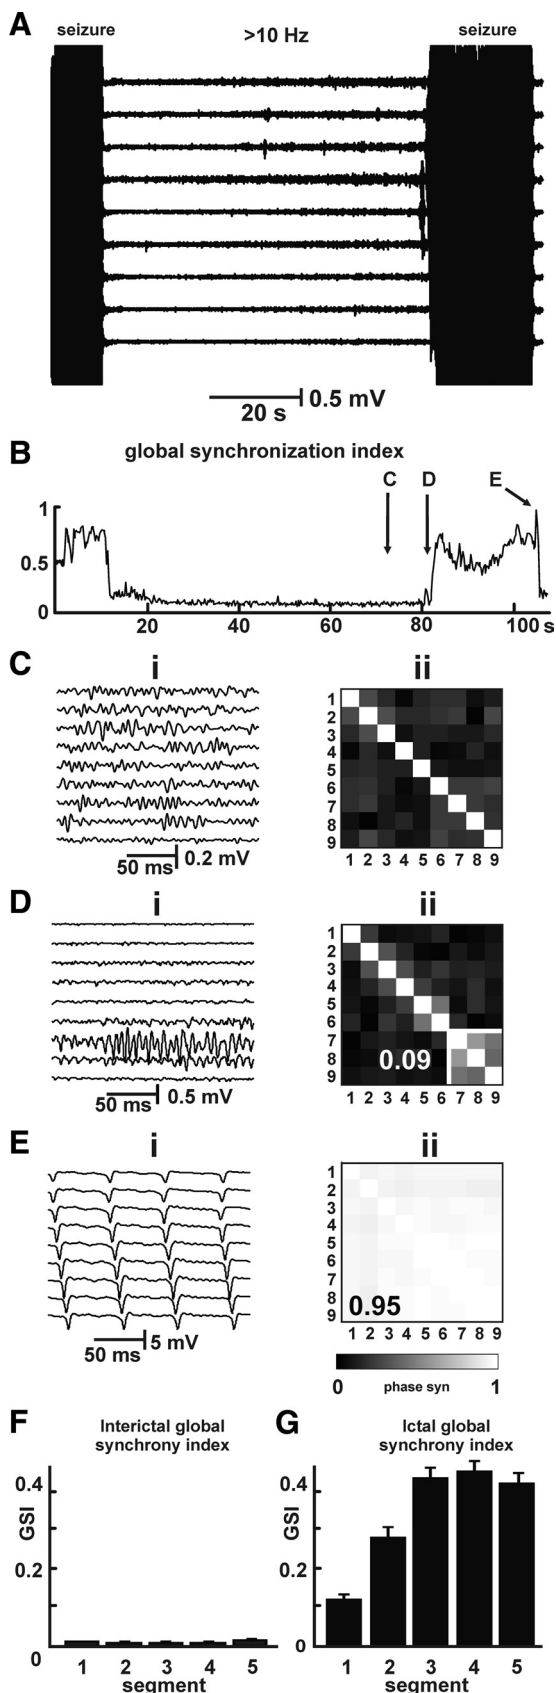 A
seizure >10 Hz seizure
20 s 0.5 mV
B
global synchronization index
C D E
1
0.5
0
20 40 60 80 100 s
C
i ii
1
2
3
4
5
6
7
8
9
1 2 3 4 5 6 7 8 9
50 ms 0.2 mV
D
i ii
1
2
3
4
5
6
7
8
9
0.09
1 2 3 4 5 6 7 8 9
50 ms 0.5 mV
E
i ii
1
2
3
4
5
6
7
8
9
0.95
1 2 3 4 5 6 7 8 9
50 ms 5 mV
0 phase syn 1
F
Interictal global
synchrony index
0.4
GSI
0.2
0
1 2 3 4 5
segment
G
Ictal global
synchrony index
0.4
GSI
0.2
0
1 2 3 4 5
segment